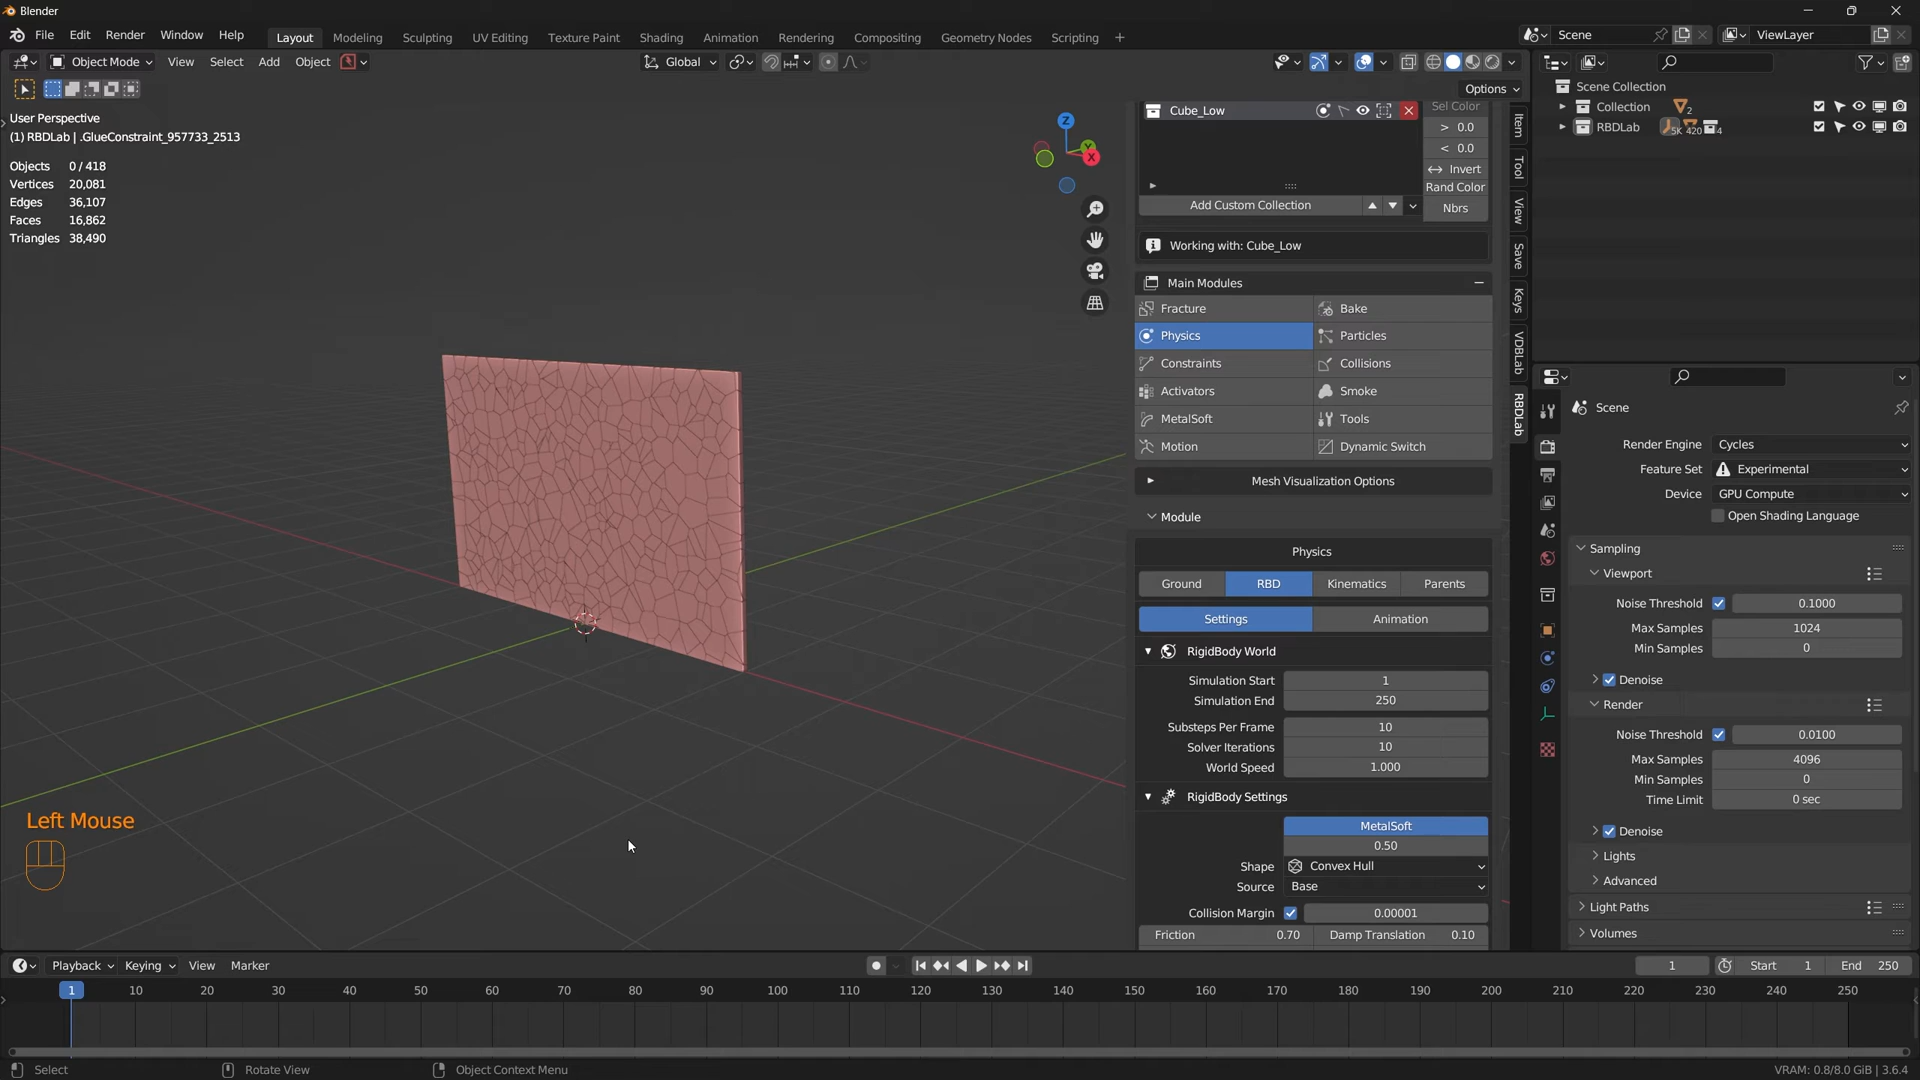 Blender
File Edit Render Window Help
Layout Modeling Sculpting UV Editing Texture Paint Shading Animation Rendering Compositing Geometry Nodes Scripting +
Scene
ViewLayer
Object Mode View Select Add Object
Global
Options
User Perspective
(1) RBDLab | .GlueConstraint_957733_2513
Objects 0 / 418
Vertices 20,081
Edges 36,107
Faces 16,862
Triangles 38,490
Z
Y
X
Cube_Low
Sel Color
> 0.0
< 0.0
Invert
Rand Color
Nbrs
Add Custom Collection
Working with: Cube_Low
Main Modules
Fracture Bake
Physics Particles
Constraints Collisions
Activators Smoke
MetalSoft Tools
Motion Dynamic Switch
Mesh Visualization Options
Module
Physics
Ground RBD Kinematics Parents
Settings Animation
RigidBody World
Simulation Start 1
Simulation End 250
Substeps Per Frame 10
Solver Iterations 10
World Speed 1.000
RigidBody Settings
MetalSoft
0.50
Shape Convex Hull
Source Base
Collision Margin 0.00001
Friction 0.70 Damp Translation 0.10
Item
Tool
View
Save
Keys
VDBLab
RBDLab
Scene Collection
Collection 2
RBDLab 5K 420 4
Scene
Render Engine Cycles
Feature Set Experimental
Device GPU Compute
Open Shading Language
Sampling
Viewport
Noise Threshold 0.1000
Max Samples 1024
Min Samples 0
Denoise
Render
Noise Threshold 0.0100
Max Samples 4096
Min Samples 0
Time Limit 0 sec
Denoise
Lights
Advanced
Light Paths
Volumes
Left Mouse
Playback Keying View Marker
1 Start 1 End 250
1 10 20 30 40 50 60 70 80 90 100 110 120 130 140 150 160 170 180 190 200 210 220 230 240 250
Select Rotate View Object Context Menu
VRAM: 0.8/8.0 GiB | 3.6.4